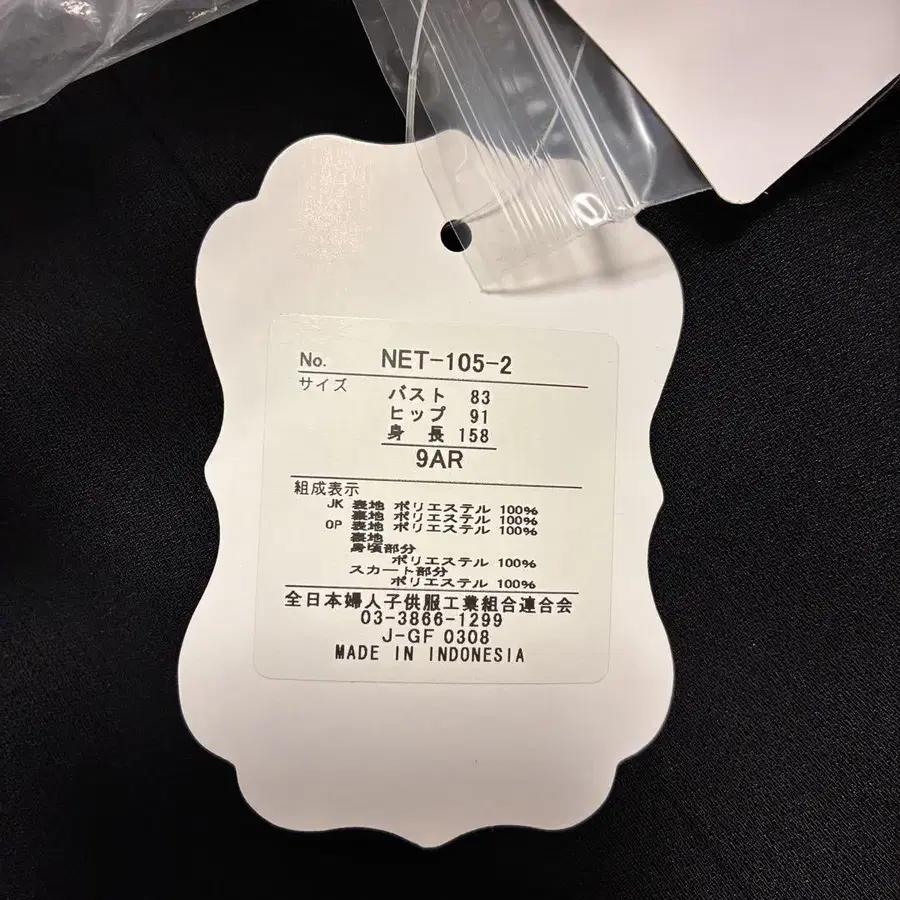 No. NET-105-2
サイズ
バスト 83
ヒップ 91
身 長 158
9AR
組成表示
JK 表地 ポリエステル 100%
裏地 ポリエステル 100%
OP 表地 ポリエステル 100%
裏地
身頃部分
ポリエステル 100%
スカート部分
ポリエステル 100%
全日本婦人子供服工業組合連合会
03-3866-1299
J-GF 0308
MADE IN INDONESIA